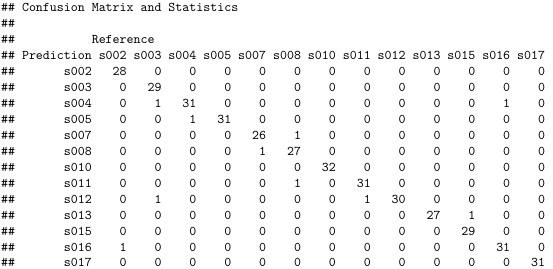 ## Confusion Matrix and Statistics
##
## Reference
## Prediction s002 s003 s004 s005 s007 s008 s010 s011 s012 s013 s015 s016 s017
## s002 28 0 0 0 0 0 0 0 0 0 0 0 0
## s003 0 29 0 0 0 0 0 0 0 0 0 0 0
## s004 0 1 31 0 0 0 0 0 0 0 0 1 0
## s005 0 0 1 31 0 0 0 0 0 0 0 0 0
## s007 0 0 0 0 26 1 0 0 0 0 0 0 0
## s008 0 0 0 0 1 27 0 0 0 0 0 0 0
## s010 0 0 0 0 0 0 32 0 0 0 0 0 0
## s011 0 0 0 0 0 1 0 31 0 0 0 0 0
## s012 0 1 0 0 0 0 0 1 30 0 0 0 0
## s013 0 0 0 0 0 0 0 0 0 27 1 0 0
## s015 0 0 0 0 0 0 0 0 0 0 29 0 0
## s016 1 0 0 0 0 0 0 0 0 0 0 31 0
## s017 0 0 0 0 0 0 0 0 0 0 0 0 31